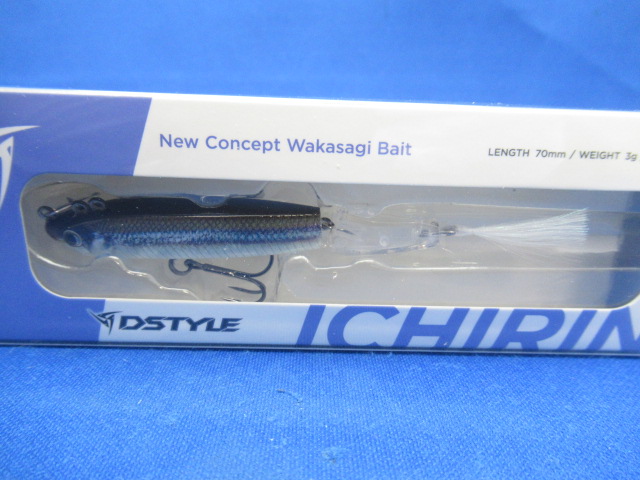 New Concept Wakasagi Bait
LENGTH 70mm / WEIGHT 3g
DSTYLE
ICHIRIN